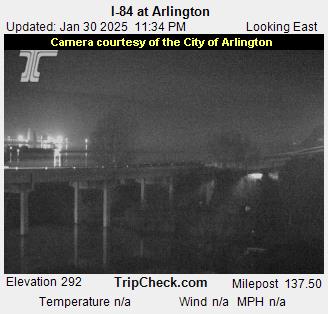 I-84 at Arlington
Updated: Jan 30 2025 11:34 PM Looking East
Camera courtesy of the City of Arlington
Elevation 292 TripCheck.com Milepost 137.50
Temperature n/a Wind n/a MPH n/a